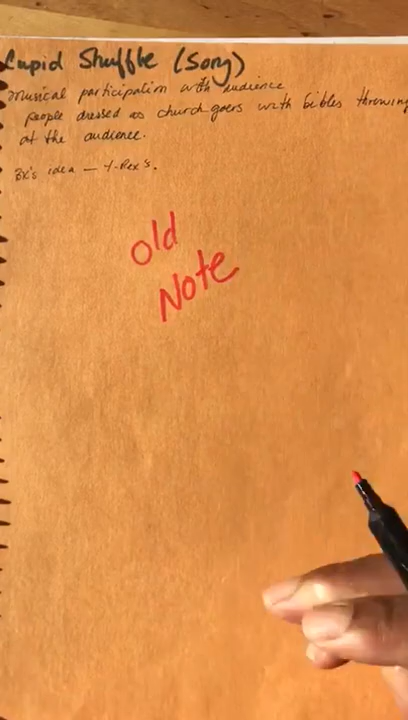 Cupid Shuffle (Song)
Musical participation with audience
people dressed as church goers with bibles throwing
at the audience.
idea — T-Rex's.
old
Note